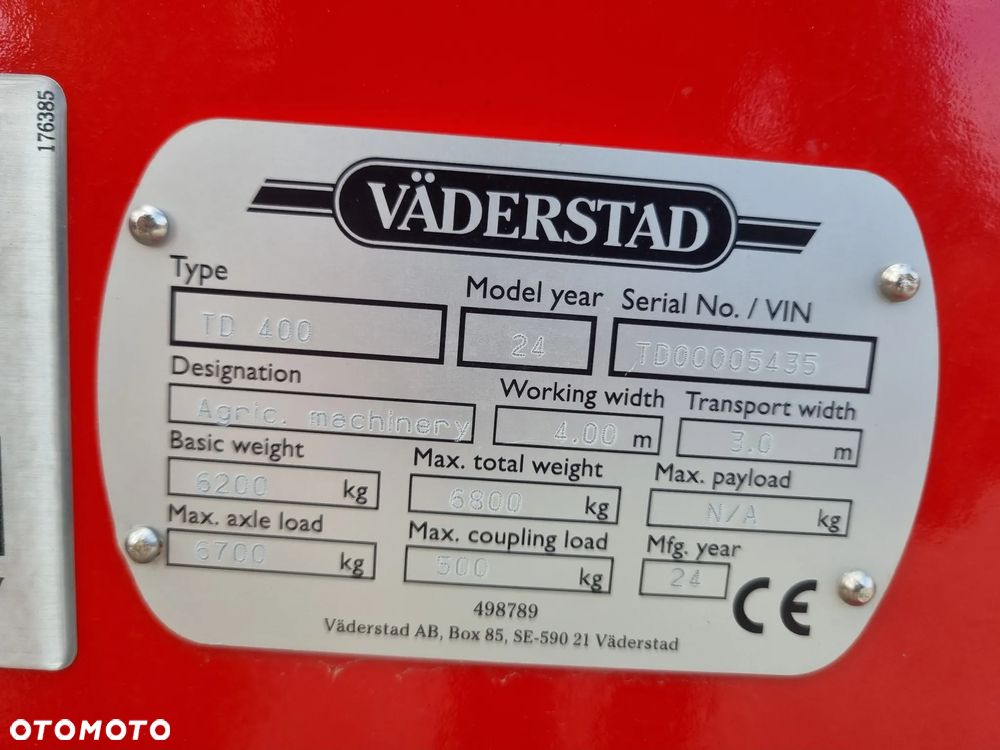 176385
VÄDERSTAD
Type Model year Serial No. / VIN
TD 400 24 TD00005435
Designation Working width Transport width
Agric. machinery 4.00 m 3.0 m
Basic weight Max. total weight Max. payload
6200 kg 6800 kg N/A kg
Max. axle load Max. coupling load Mfg. year
6700 kg 500 kg 24
CE
498789
Väderstad AB, Box 85, SE-590 21 Väderstad
OTOMOTO